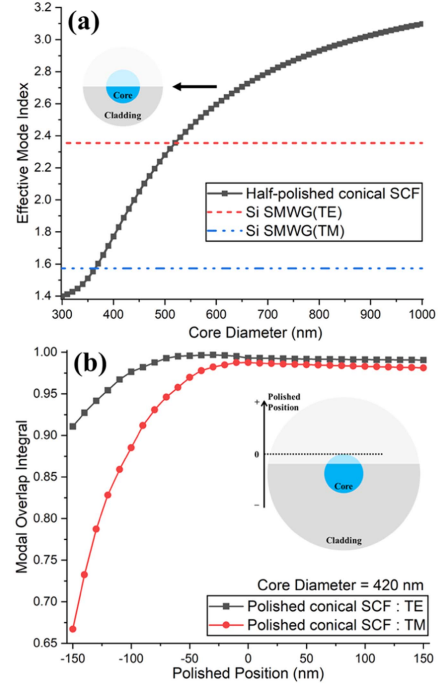 (a)
3.2
3.0
2.8
2.6
2.4
2.2
2.0
1.8
1.6
1.4
Effective Mode Index
Core
Cladding
Half-polished conical SCF
Si SMWG(TE)
Si SMWG(TM)
300 400 500 600 700 800 900 1000
Core Diameter (nm)
(b)
1.00
0.95
0.90
0.85
0.80
0.75
0.70
0.65
Modal Overlap Integral
+ Polished
Position
0
−
Core
Cladding
Core Diameter = 420 nm
Polished conical SCF : TE
Polished conical SCF : TM
-150 -100 -50 0 50 100 150
Polished Position (nm)